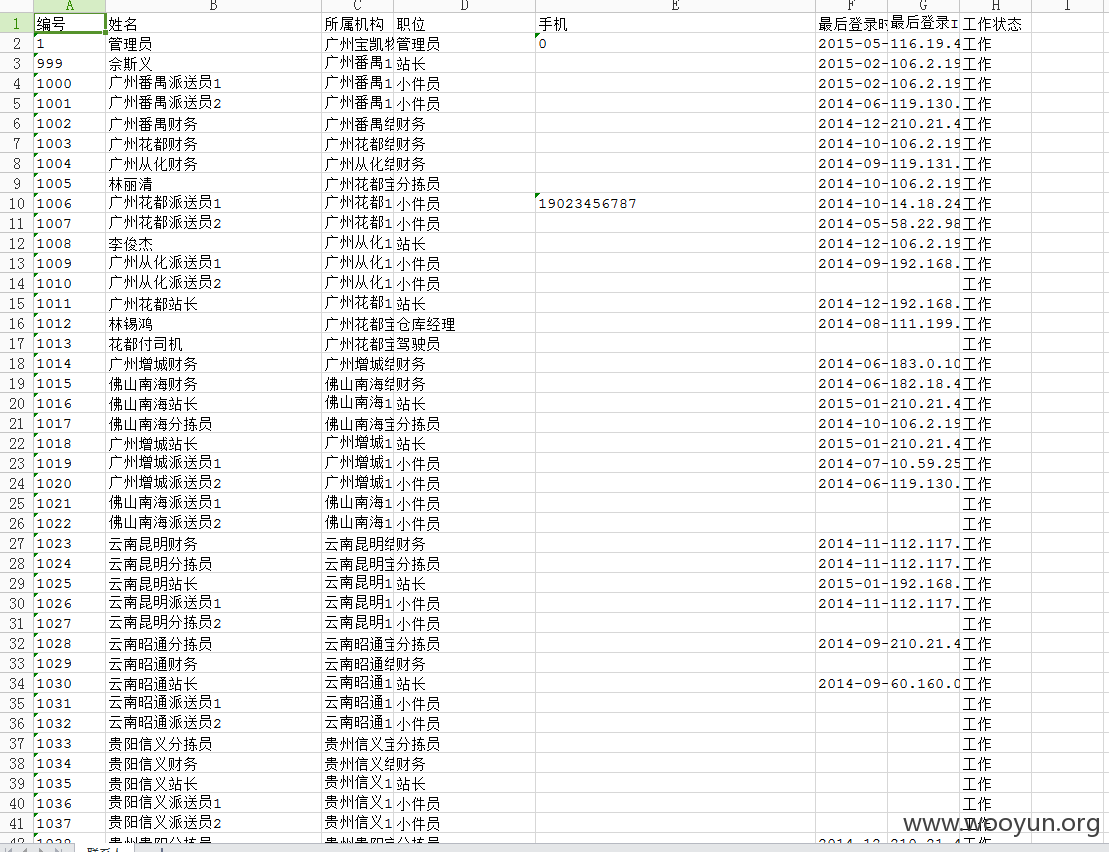 A B C D E F G H I
1 编号 姓名 所属机构 职位 手机 最后登录时 最后登录I 工作状态
2 1 管理员 广州宝凯物 管理员 0 2015-05- 116.19.4 工作
3 999 佘斯义 广州番禺1 站长 2015-02- 106.2.19 工作
4 1000 广州番禺派送员1 广州番禺1 小件员 2015-02- 106.2.19 工作
5 1001 广州番禺派送员2 广州番禺1 小件员 2014-06- 119.130. 工作
6 1002 广州番禺财务 广州番禺结 财务 2014-12- 210.21.4 工作
7 1003 广州花都财务 广州花都结 财务 2014-10- 106.2.19 工作
8 1004 广州从化财务 广州从化结 财务 2014-09- 119.131. 工作
9 1005 林丽清 广州花都宝 分拣员 2014-10- 106.2.19 工作
10 1006 广州花都派送员1 广州花都1 小件员 19023456787 2014-10- 14.18.24 工作
11 1007 广州花都派送员2 广州花都1 小件员 2014-05- 58.22.98 工作
12 1008 李俊杰 广州从化1 站长 2014-12- 106.2.19 工作
13 1009 广州从化派送员1 广州从化1 小件员 2014-09- 192.168. 工作
14 1010 广州从化派送员2 广州从化1 小件员 工作
15 1011 广州花都站长 广州花都1 站长 2014-12- 192.168. 工作
16 1012 林锡鸿 广州花都宝 仓库经理 2014-08- 111.199. 工作
17 1013 花都付司机 广州花都宝 驾驶员 工作
18 1014 广州增城财务 广州增城结 财务 2014-06- 183.0.10 工作
19 1015 佛山南海财务 佛山南海结 财务 2014-06- 182.18.4 工作
20 1016 佛山南海站长 佛山南海1 站长 2015-01- 210.21.4 工作
21 1017 佛山南海分拣员 佛山南海宝 分拣员 2014-10- 106.2.19 工作
22 1018 广州增城站长 广州增城1 站长 2015-01- 210.21.4 工作
23 1019 广州增城派送员1 广州增城1 小件员 2014-07- 10.59.25 工作
24 1020 广州增城派送员2 广州增城1 小件员 2014-06- 119.130. 工作
25 1021 佛山南海派送员1 佛山南海1 小件员 工作
26 1022 佛山南海派送员2 佛山南海1 小件员 工作
27 1023 云南昆明财务 云南昆明结 财务 2014-11- 112.117. 工作
28 1024 云南昆明分拣员 云南昆明宝 分拣员 2014-11- 112.117. 工作
29 1025 云南昆明站长 云南昆明1 站长 2015-01- 192.168. 工作
30 1026 云南昆明派送员1 云南昆明1 小件员 2014-11- 112.117. 工作
31 1027 云南昆明分拣员2 云南昆明1 小件员 工作
32 1028 云南昭通分拣员 云南昭通宝 分拣员 2014-09- 210.21.4 工作
33 1029 云南昭通财务 云南昭通结 财务 工作
34 1030 云南昭通站长 云南昭通1 站长 2014-09- 60.160.0 工作
35 1031 云南昭通派送员1 云南昭通1 小件员 工作
36 1032 云南昭通派送员2 云南昭通1 小件员 工作
37 1033 贵阳信义分拣员 贵州信义宝 分拣员 工作
38 1034 贵阳信义财务 贵州信义结 财务 工作
39 1035 贵阳信义站长 贵州信义1 站长 工作
40 1036 贵阳信义派送员1 贵州信义1 小件员 工作
41 1037 贵阳信义派送员2 贵州信义1 小件员 工作
www.wooyun.org